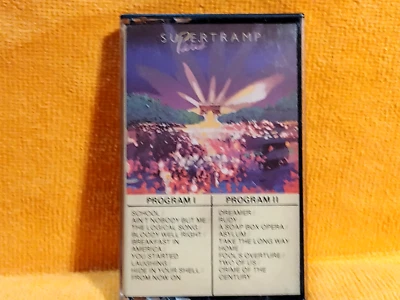 SUPERTRAMP
Paris
PROGRAM I
SCHOOL /
AIN'T NOBODY BUT ME /
THE LOGICAL SONG /
BLOODY WELL RIGHT /
BREAKFAST IN
AMERICA /
YOU STARTED
LAUGHING /
HIDE IN YOUR SHELL /
FROM NOW ON
PROGRAM II
DREAMER /
RUDY /
A SOAP BOX OPERA /
ASYLUM /
TAKE THE LONG WAY
HOME /
FOOL'S OVERTURE /
TWO OF US /
CRIME OF THE
CENTURY